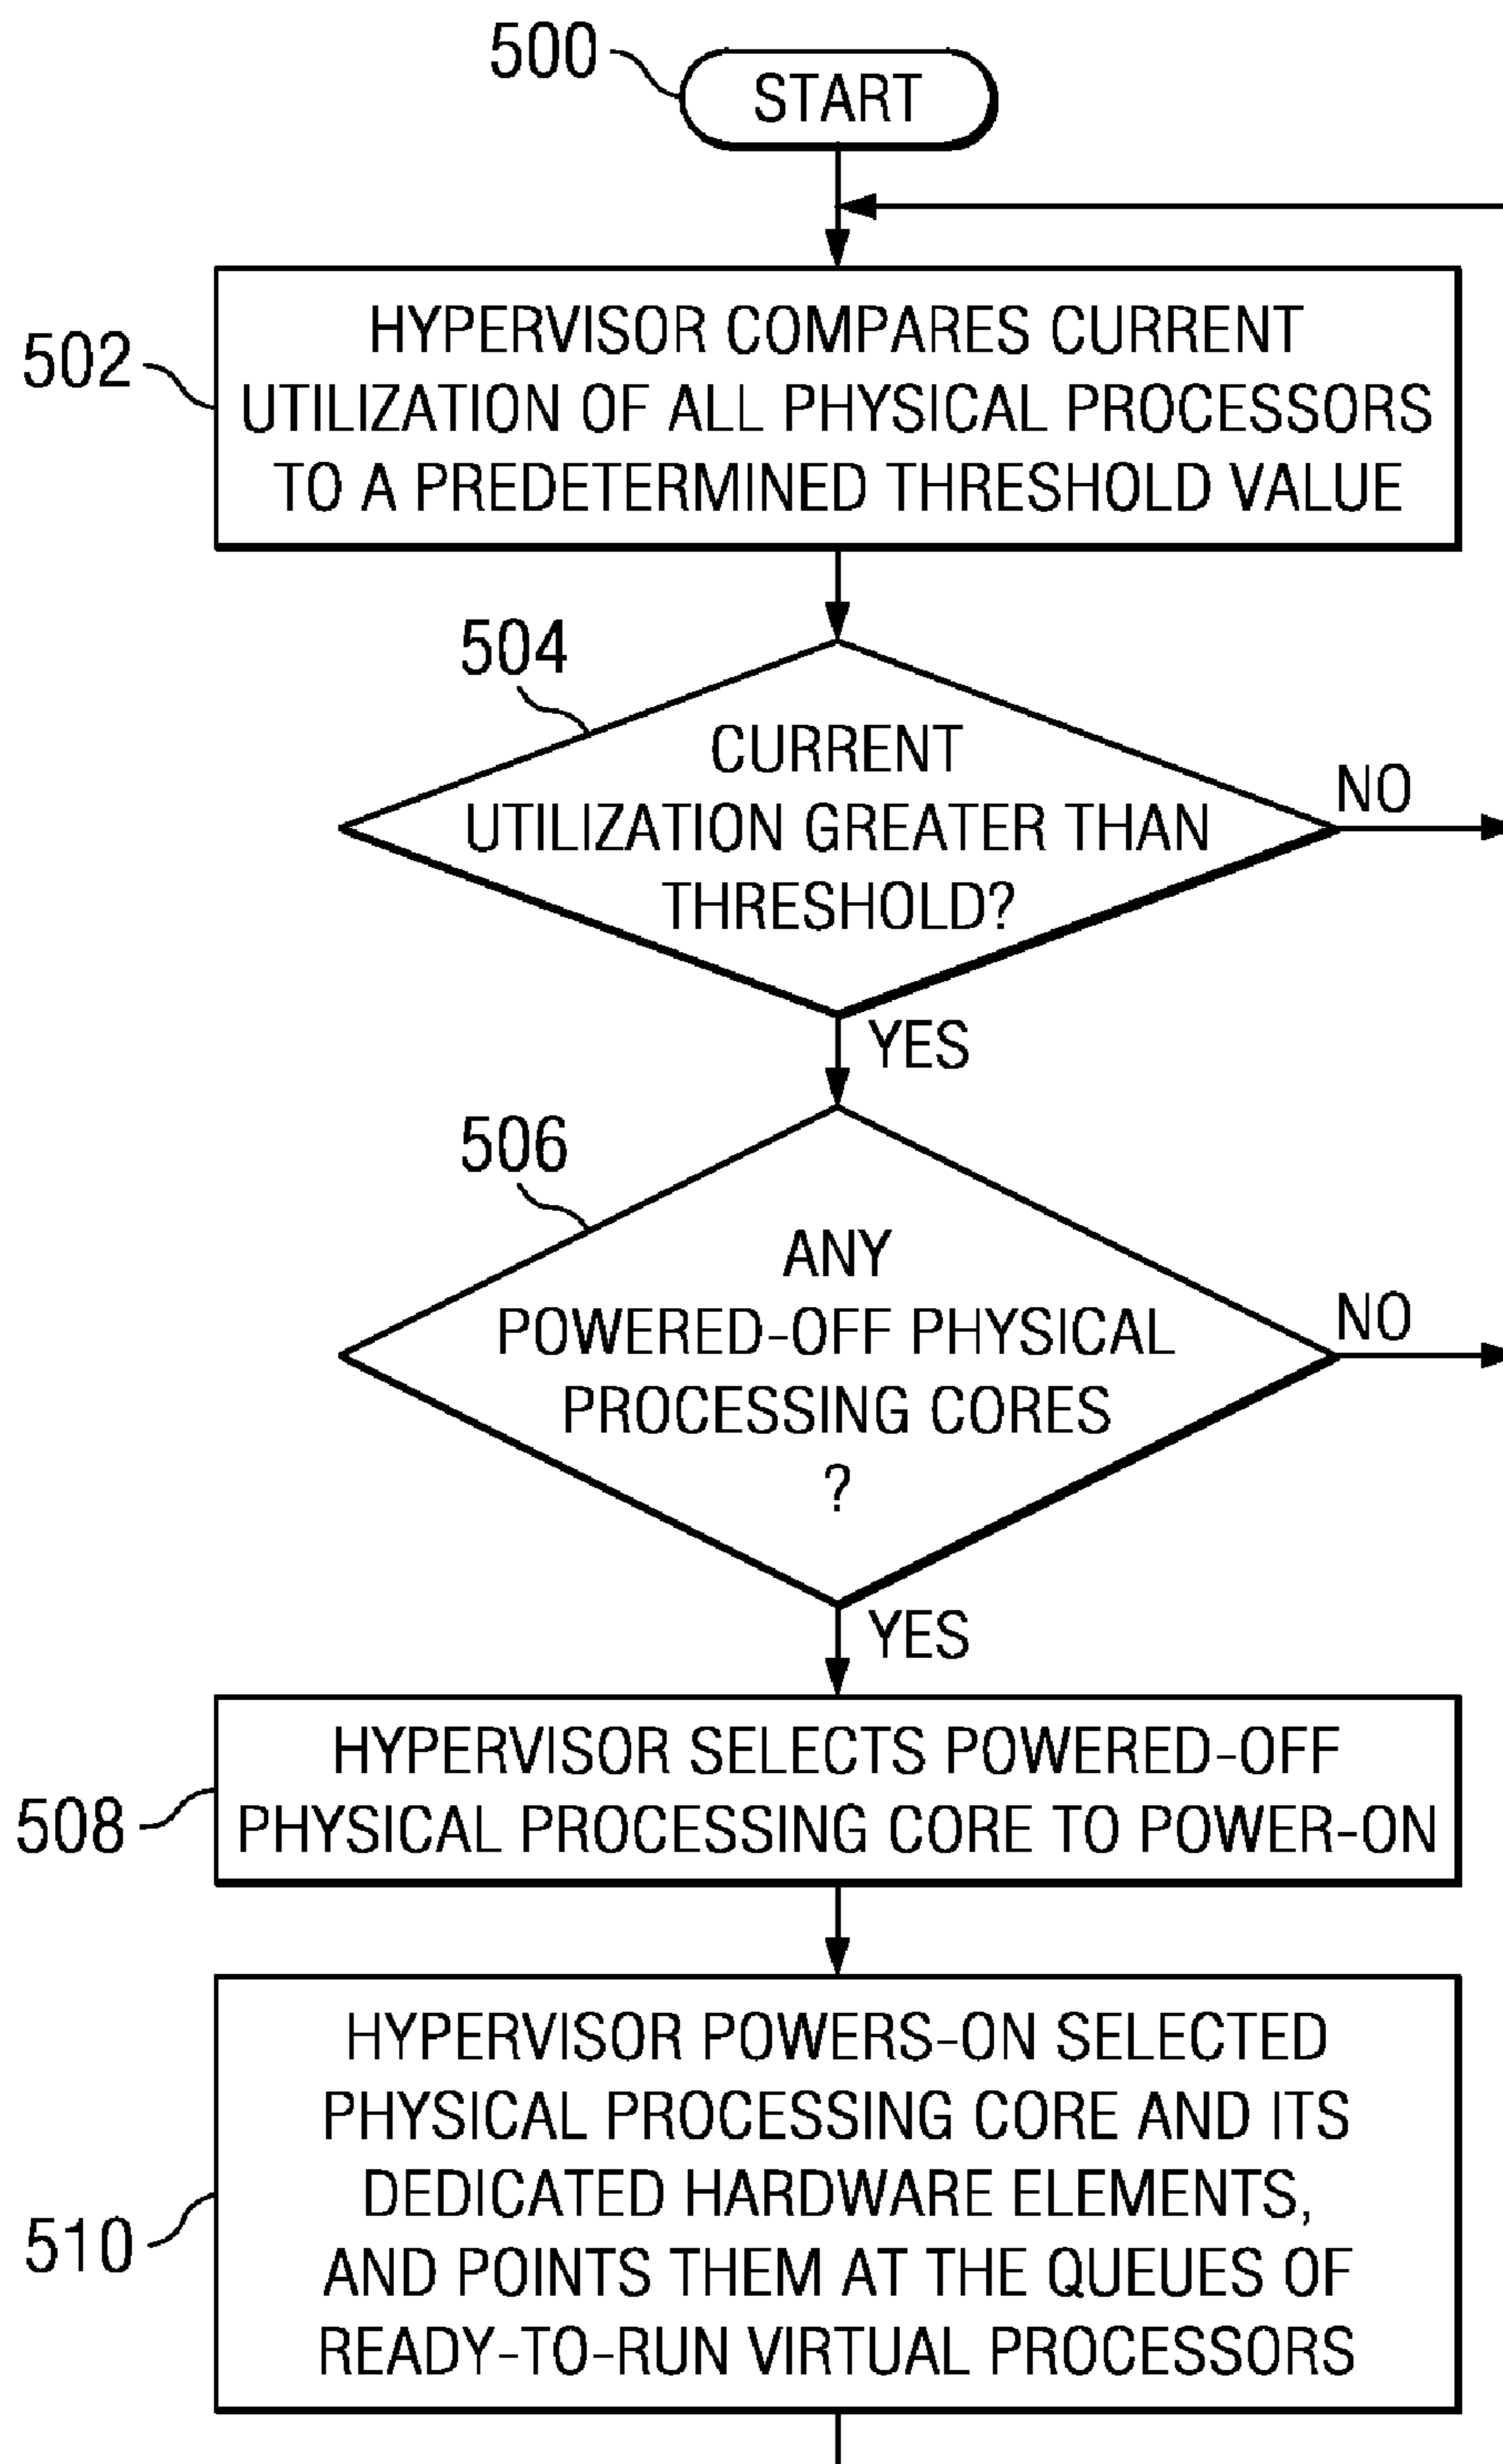 500
START
502
HYPERVISOR COMPARES CURRENT
UTILIZATION OF ALL PHYSICAL PROCESSORS
TO A PREDETERMINED THRESHOLD VALUE
504
CURRENT
UTILIZATION GREATER THAN
THRESHOLD?
NO
YES
506
ANY
POWERED-OFF PHYSICAL
PROCESSING CORES
?
NO
YES
508
HYPERVISOR SELECTS POWERED-OFF
PHYSICAL PROCESSING CORE TO POWER-ON
510
HYPERVISOR POWERS-ON SELECTED
PHYSICAL PROCESSING CORE AND ITS
DEDICATED HARDWARE ELEMENTS,
AND POINTS THEM AT THE QUEUES OF
READY-TO-RUN VIRTUAL PROCESSORS